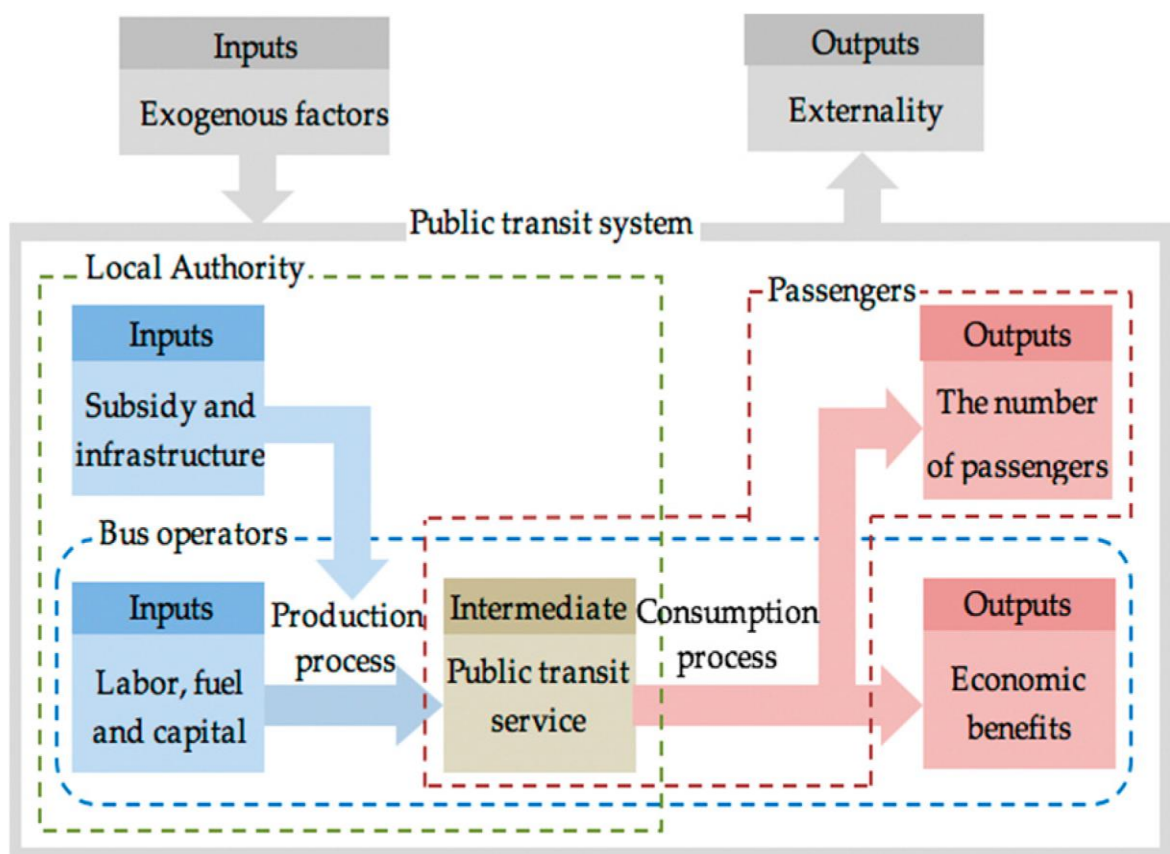 Inputs
Exogenous factors
Outputs
Externality
Public transit system
Local Authority
Passengers
Inputs
Subsidy and
infrastructure
Outputs
The number
of passengers
Bus operators
Inputs
Labor, fuel
and capital
Production
process
Intermediate
Public transit
service
Consumption
process
Outputs
Economic
benefits